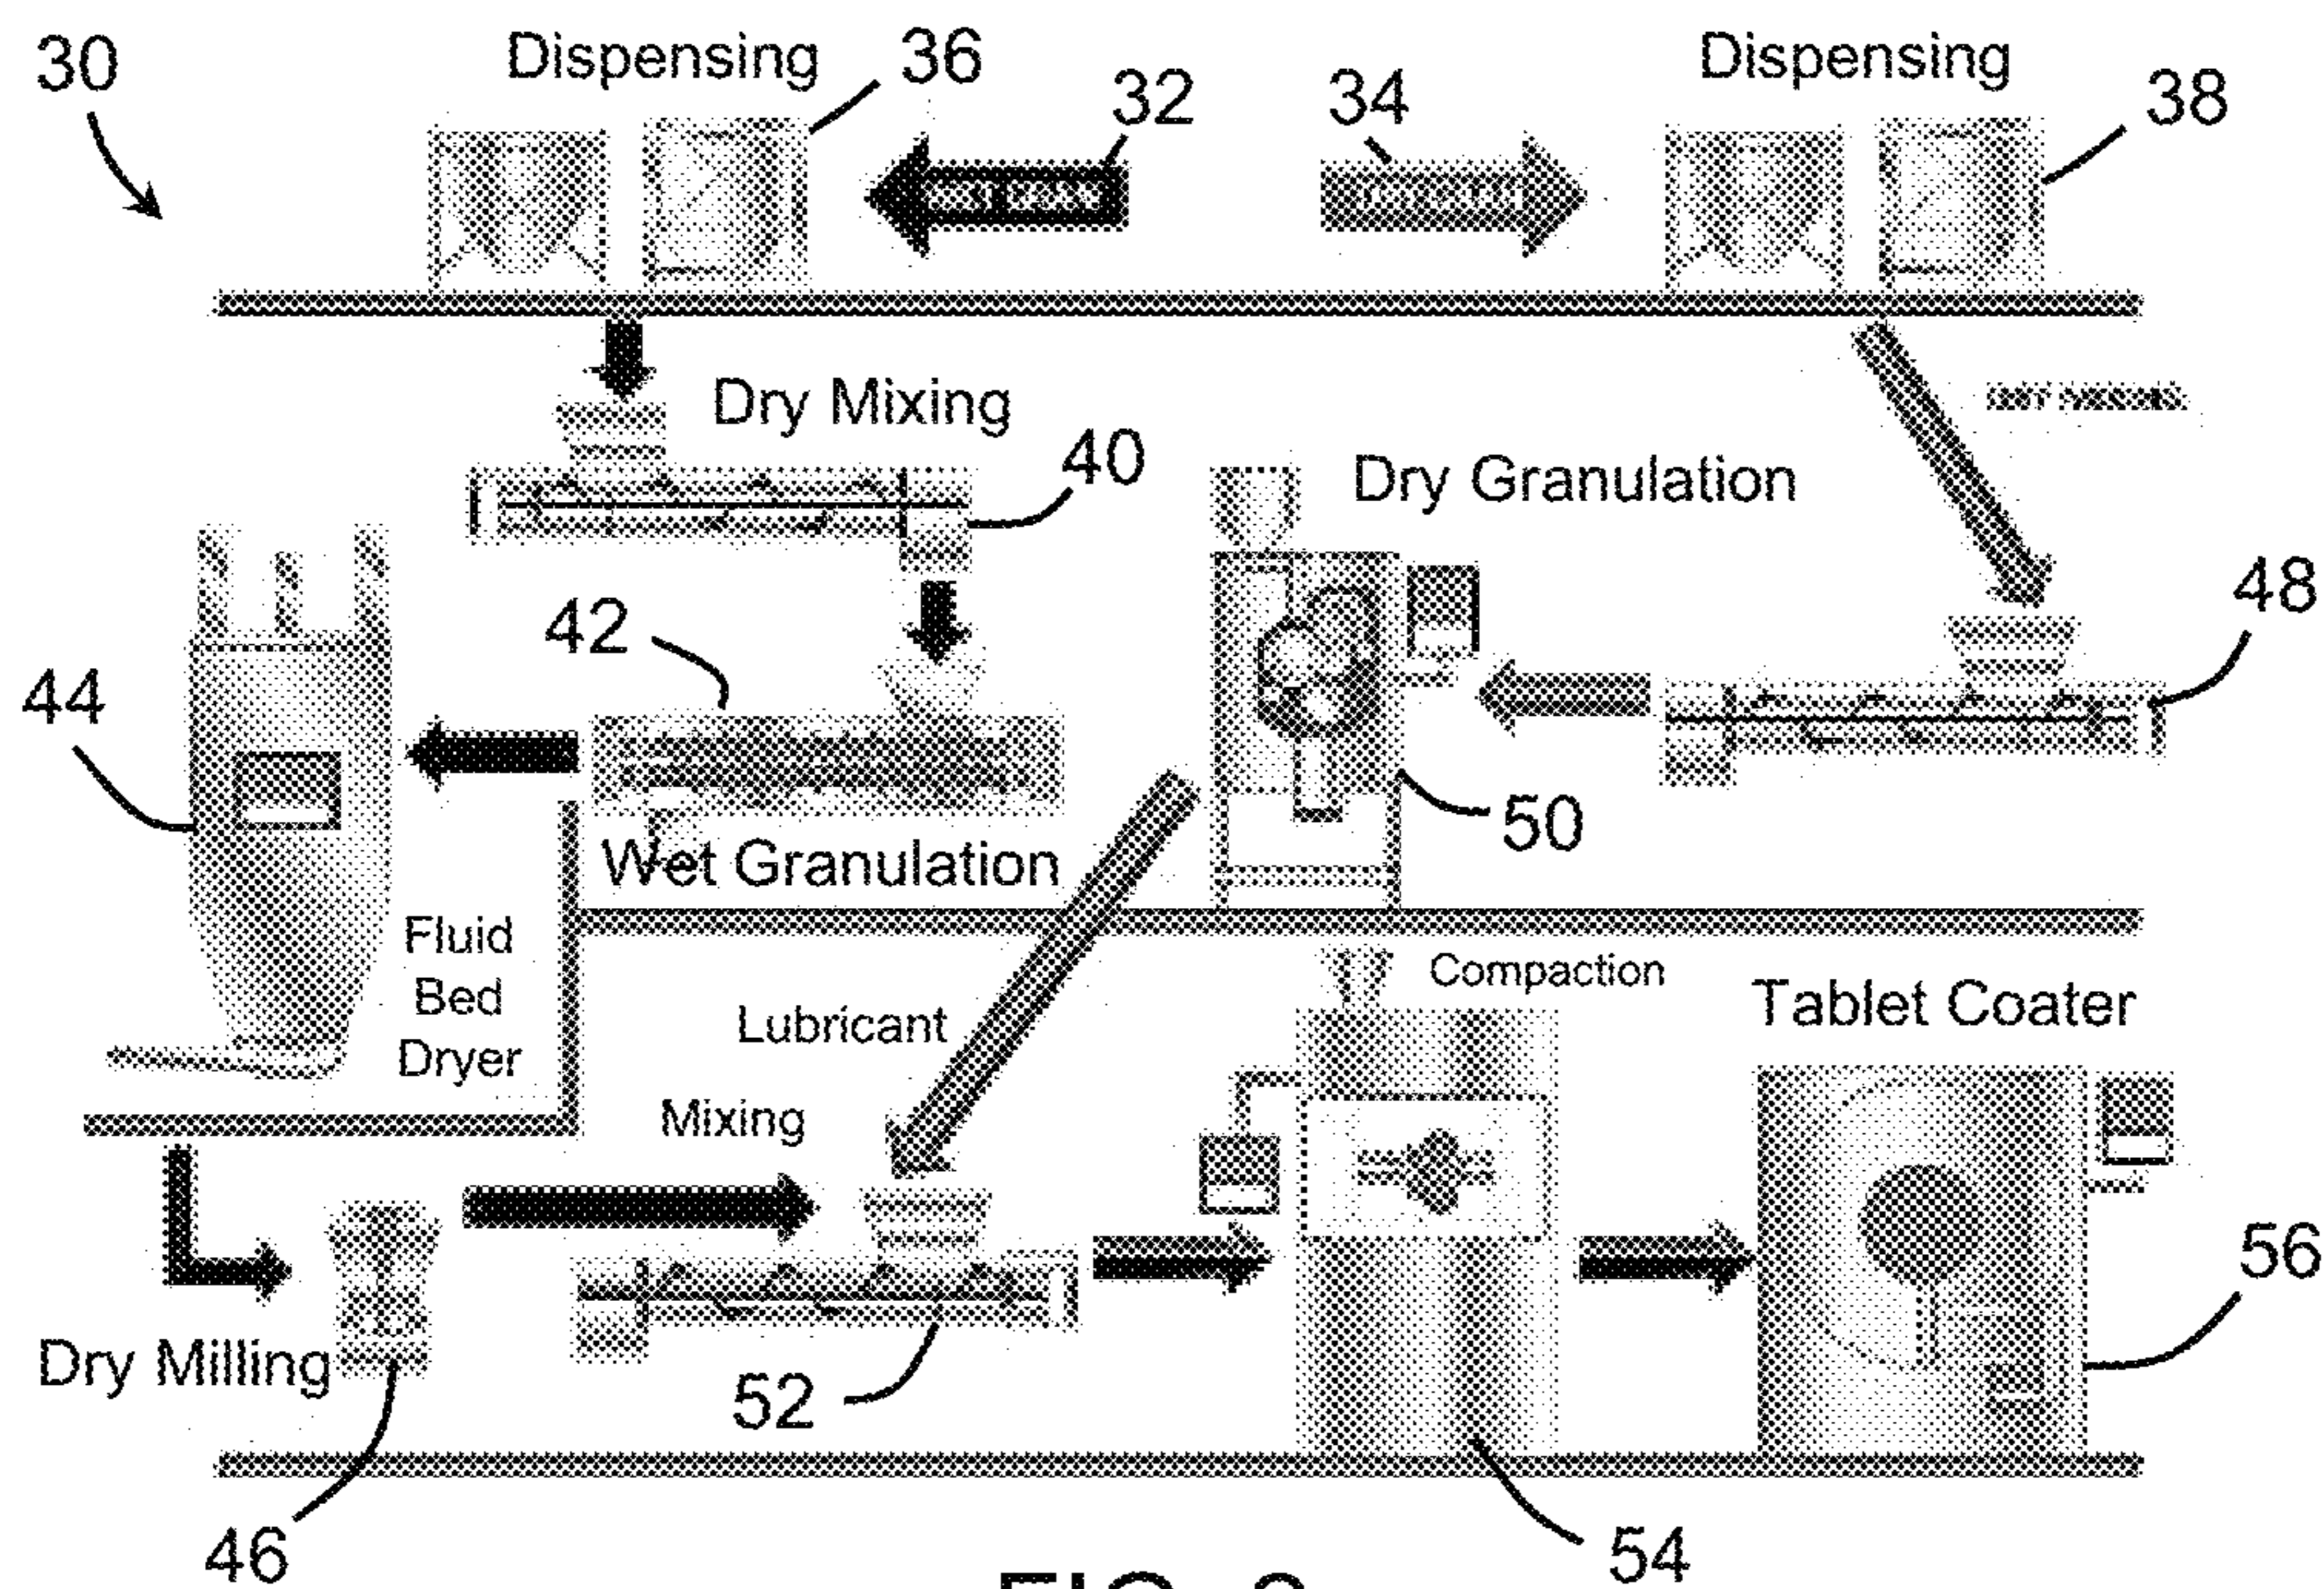 30
Dispensing
36
32
34
Dispensing
38
Dry Mixing
40
Dry Granulation
48
42
44
50
Wet Granulation
Fluid
Bed
Dryer
Compaction
Tablet Coater
Lubricant
Mixing
56
Dry Milling
52
46
54